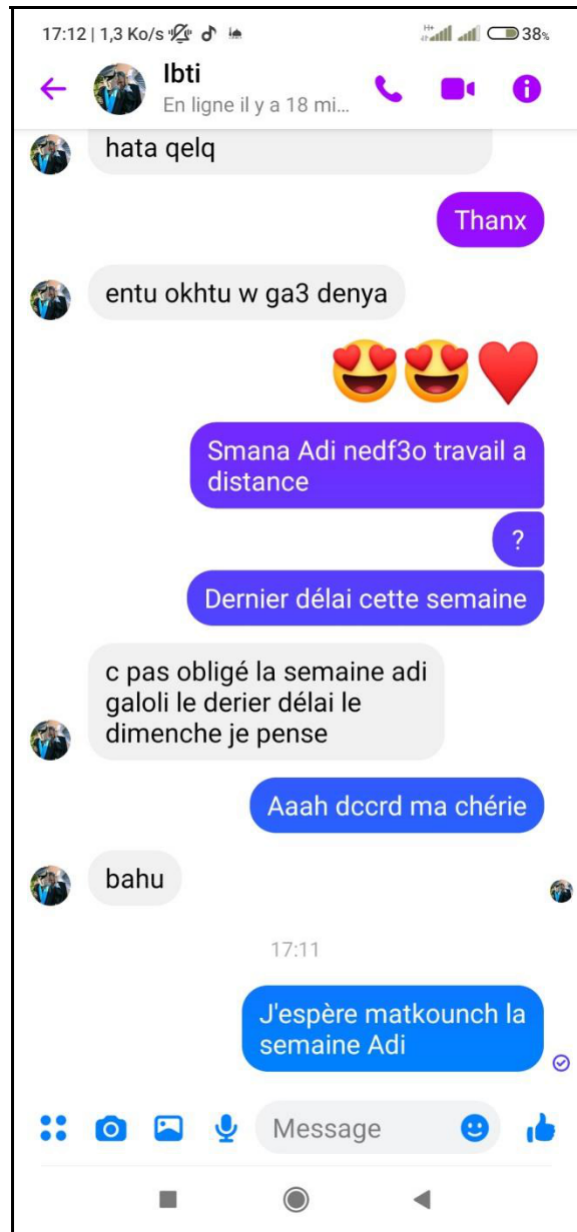 17:12 | 1,3 Ko/s
H+
38%
Ibti
En ligne il y a 18 mi...
hata qelq
Thanx
entu okhtu w ga3 denya
Smana Adi nedf3o travail a
distance
?
Dernier délai cette semaine
c pas obligé la semaine adi
galoli le derier délai le
dimenche je pense
Aaah dccrd ma chérie
bahu
17:11
J'espère matkounch la
semaine Adi
Message